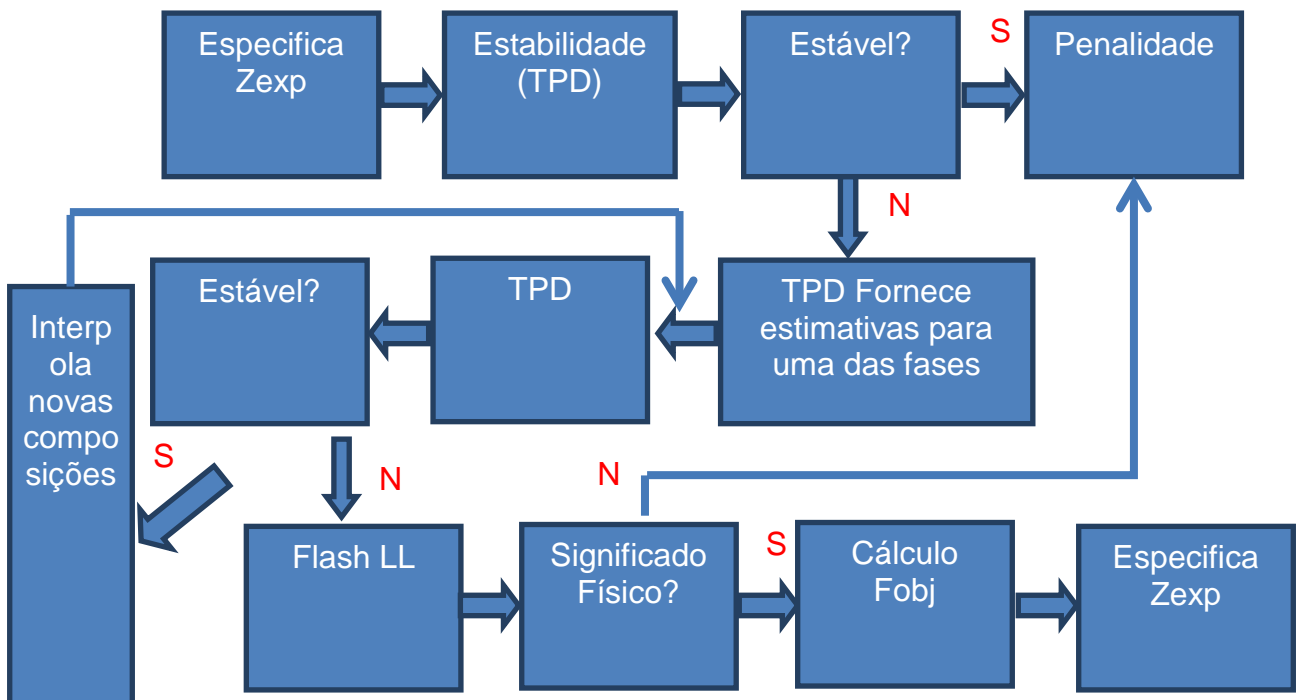 Especifica
Zexp
Estabilidade
(TPD)
Estável?
S
Penalidade
N
Estável?
TPD
TPD Fornece
estimativas para
uma das fases
Interp
ola
novas
compo
sições
S
N
N
Flash LL
Significado
Físico?
S
Cálculo
Fobj
Especifica
Zexp